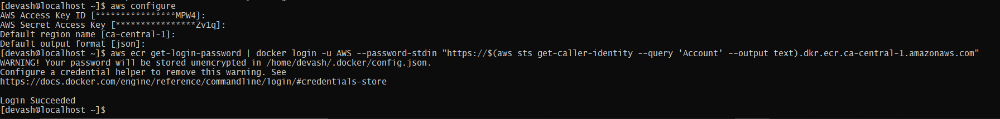 [devash@localhost ~]$ aws configure
AWS Access Key ID [****************MPW4]:
AWS Secret Access Key [****************Zv1q]:
Default region name [ca-central-1]:
Default output format [json]:
[devash@localhost ~]$ aws ecr get-login-password | docker login -u AWS --password-stdin "https://$(aws sts get-caller-identity --query 'Account' --output text).dkr.ecr.ca-central-1.amazonaws.com"
WARNING! Your password will be stored unencrypted in /home/devash/.docker/config.json.
Configure a credential helper to remove this warning. See
https://docs.docker.com/engine/reference/commandline/login/#credentials-store
Login Succeeded
[devash@localhost ~]$